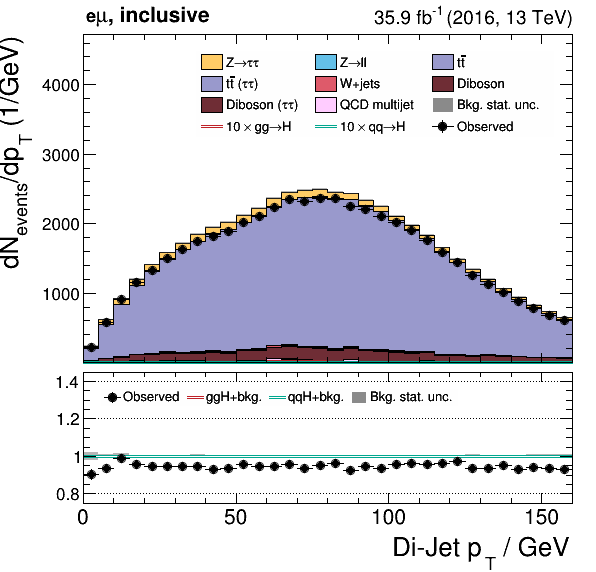 eμ, inclusive 35.9 fb⁻¹ (2016, 13 TeV)
dN_events/dp_T (1/GeV)
4000
3000
2000
1000
Z→ττ Z→ll tt̄
tt̄ (ττ) W+jets Diboson
Diboson (ττ) QCD multijet Bkg. stat. unc.
10 × gg→H 10 × qq→H Observed
1.4
1.2
1
0.8
Observed ggH+bkg. qqH+bkg. Bkg. stat. unc.
0 50 100 150
Di-Jet p_T / GeV